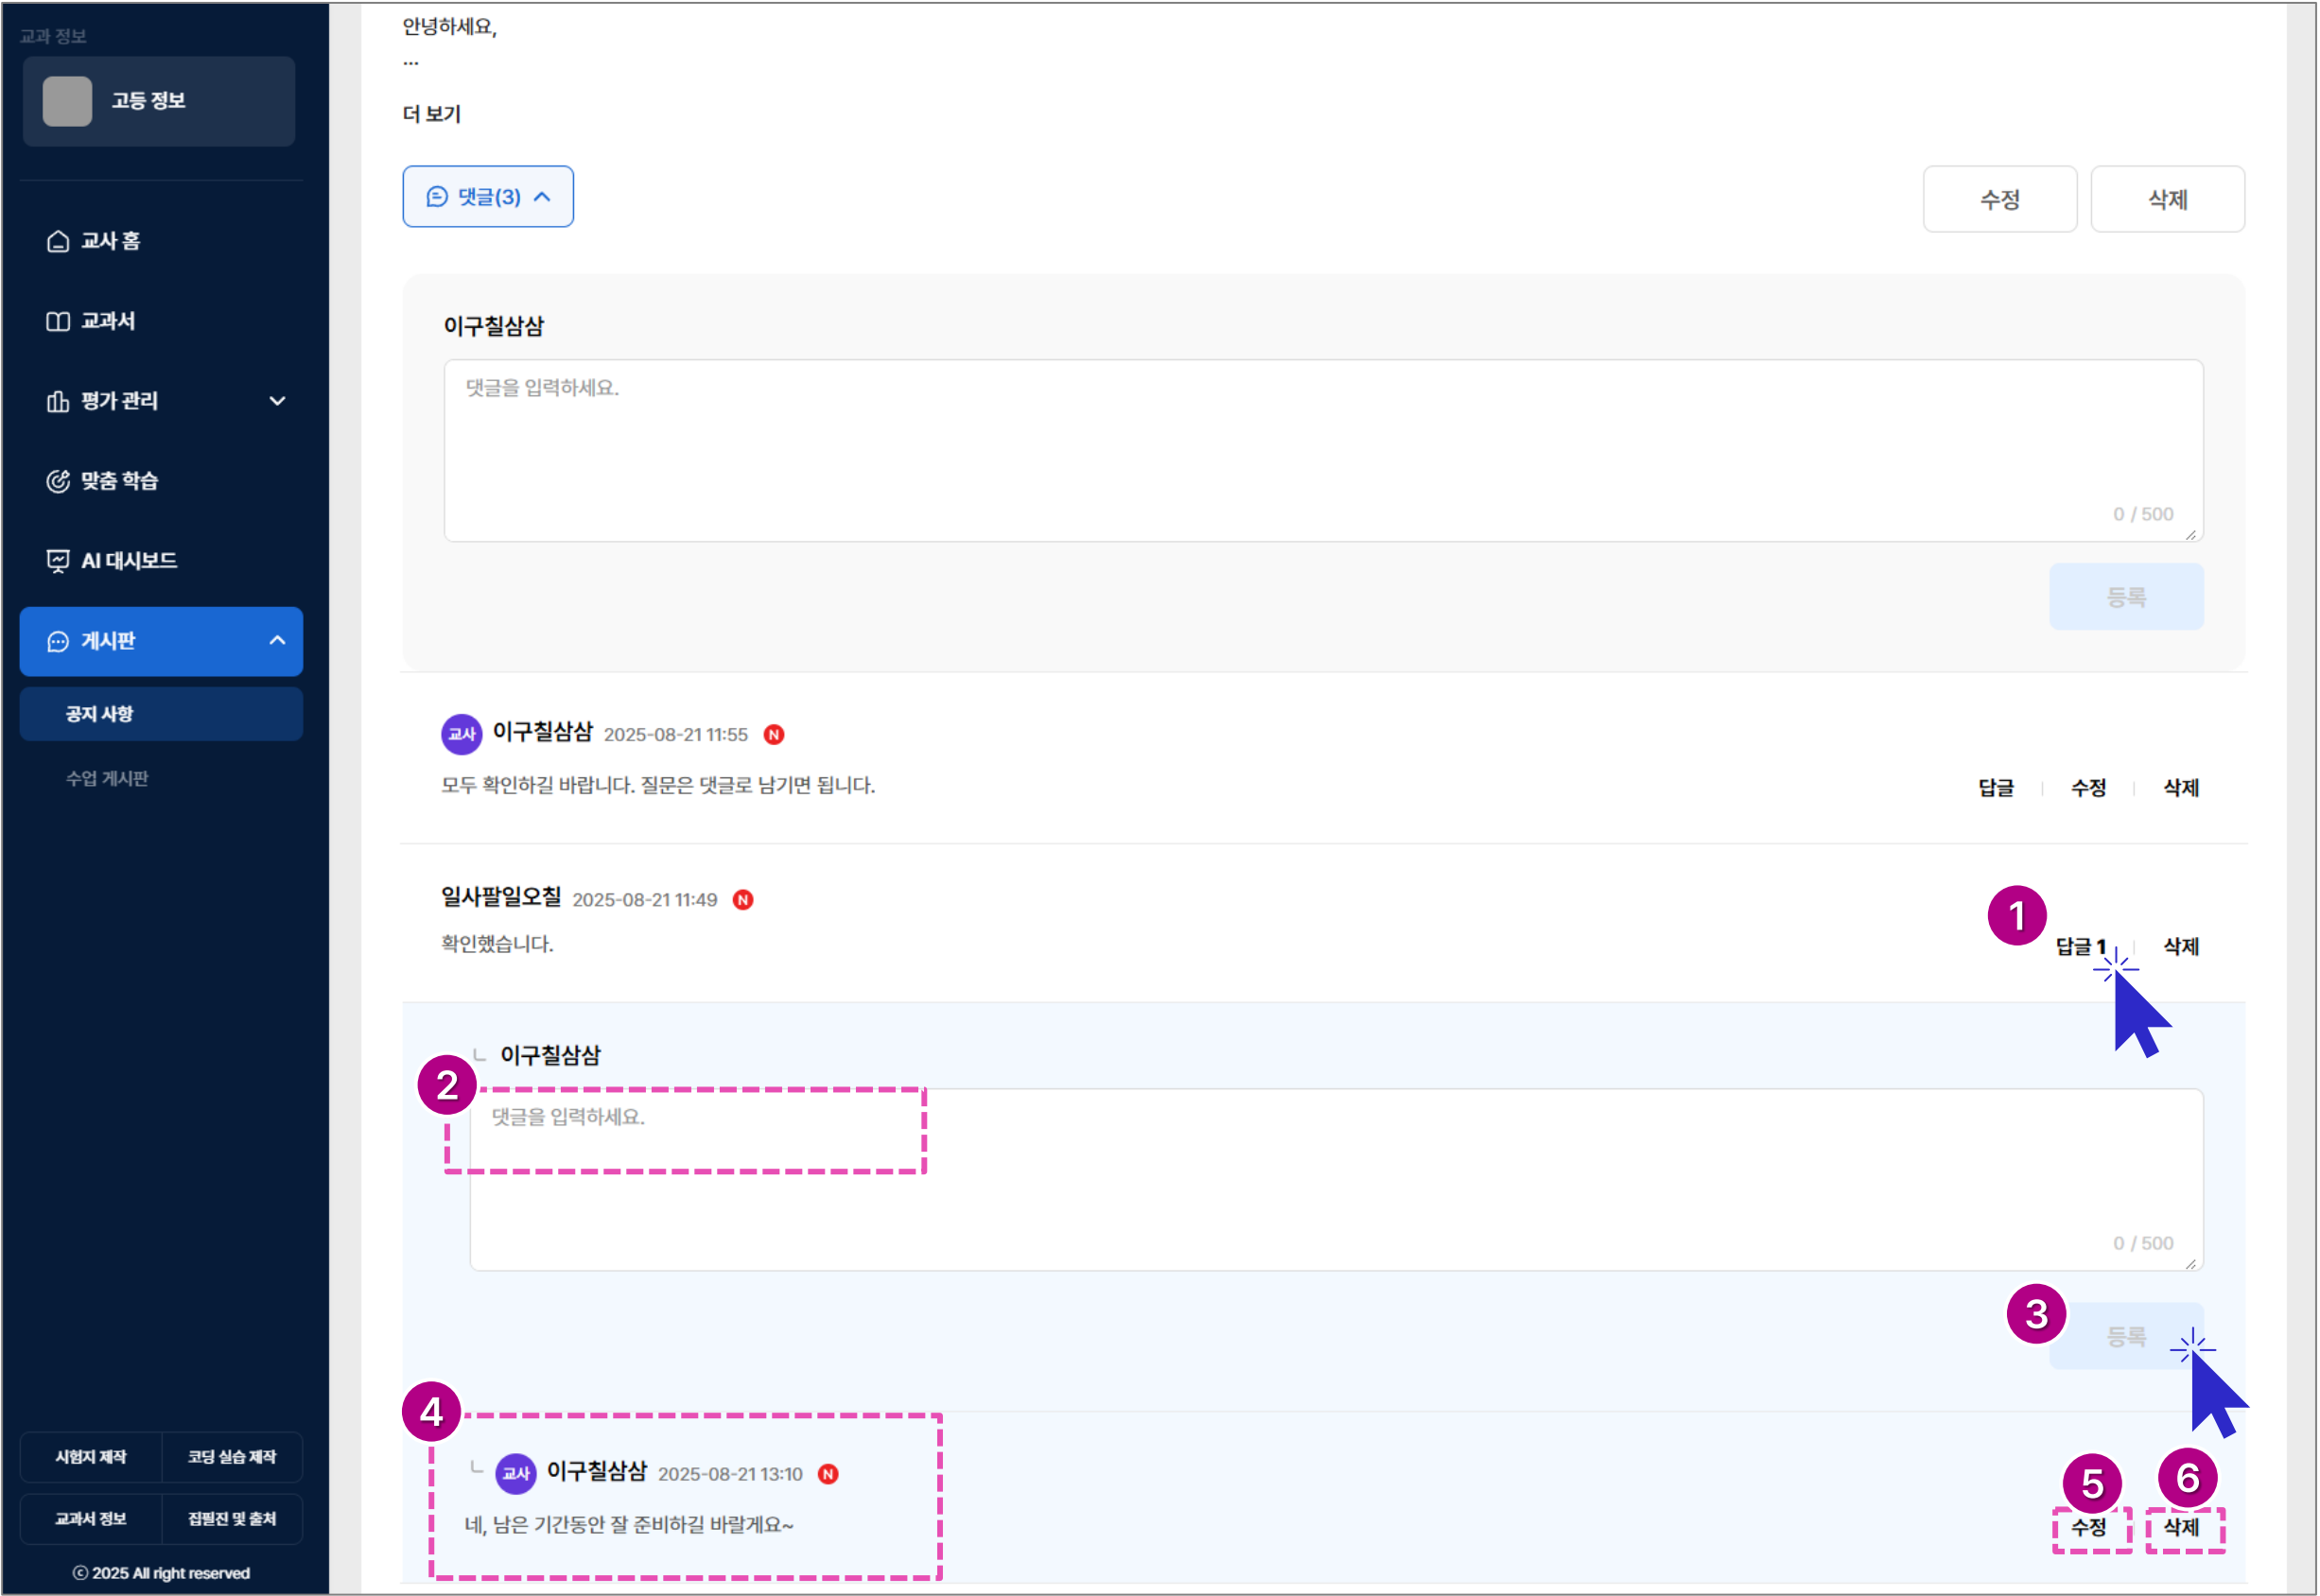 교과 정보
고등 정보
교사 홈
교과서
평가 관리
맞춤 학습
AI 대시보드
게시판
공지 사항
수업 게시판
시험지 제작
코딩 실습 제작
교과서 정보
집필진 및 출처
ⓒ 2025 All right reserved
안녕하세요,
...
더 보기
댓글(3)
수정
삭제
이구칠삼삼
댓글을 입력하세요.
0 / 500
등록
교사 이구칠삼삼 2025-08-21 11:55 N
모두 확인하길 바랍니다. 질문은 댓글로 남기면 됩니다.
답글 수정 삭제
일사팔일오칠 2025-08-21 11:49 N
확인했습니다.
1
답글 1 삭제
이구칠삼삼
2
댓글을 입력하세요.
0 / 500
3
등록
4
교사 이구칠삼삼 2025-08-21 13:10 N
네, 남은 기간동안 잘 준비하길 바랄게요~
5
6
수정
삭제